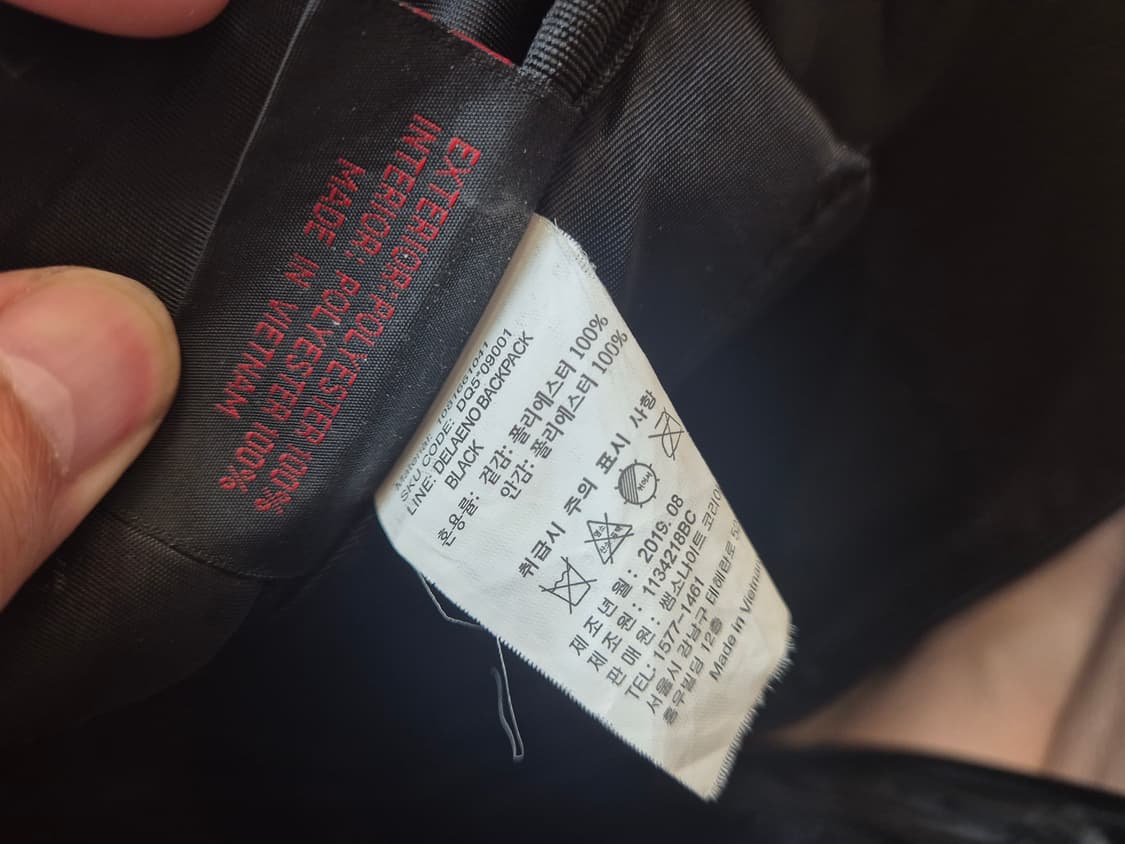 EXTERIOR:POLYESTER 100%
INTERIOR: POLYESTER 100%
MADE IN VIETNAM
Material: 1081661041
SKU CODE: DQ5*09001
LINE: DELAENO BACKPACK
BLACK
혼용률: 겉감: 폴리에스터 100%
안감: 폴리에스터 100%
취급시 주의 표시 사항
제조년월: 2019. 08
제조원: 1134218BC
판매원: 쌤소나이트 코리아
TEL: 1577-1461
서울시 강남구 테헤란로
12층
Made in Vietnam